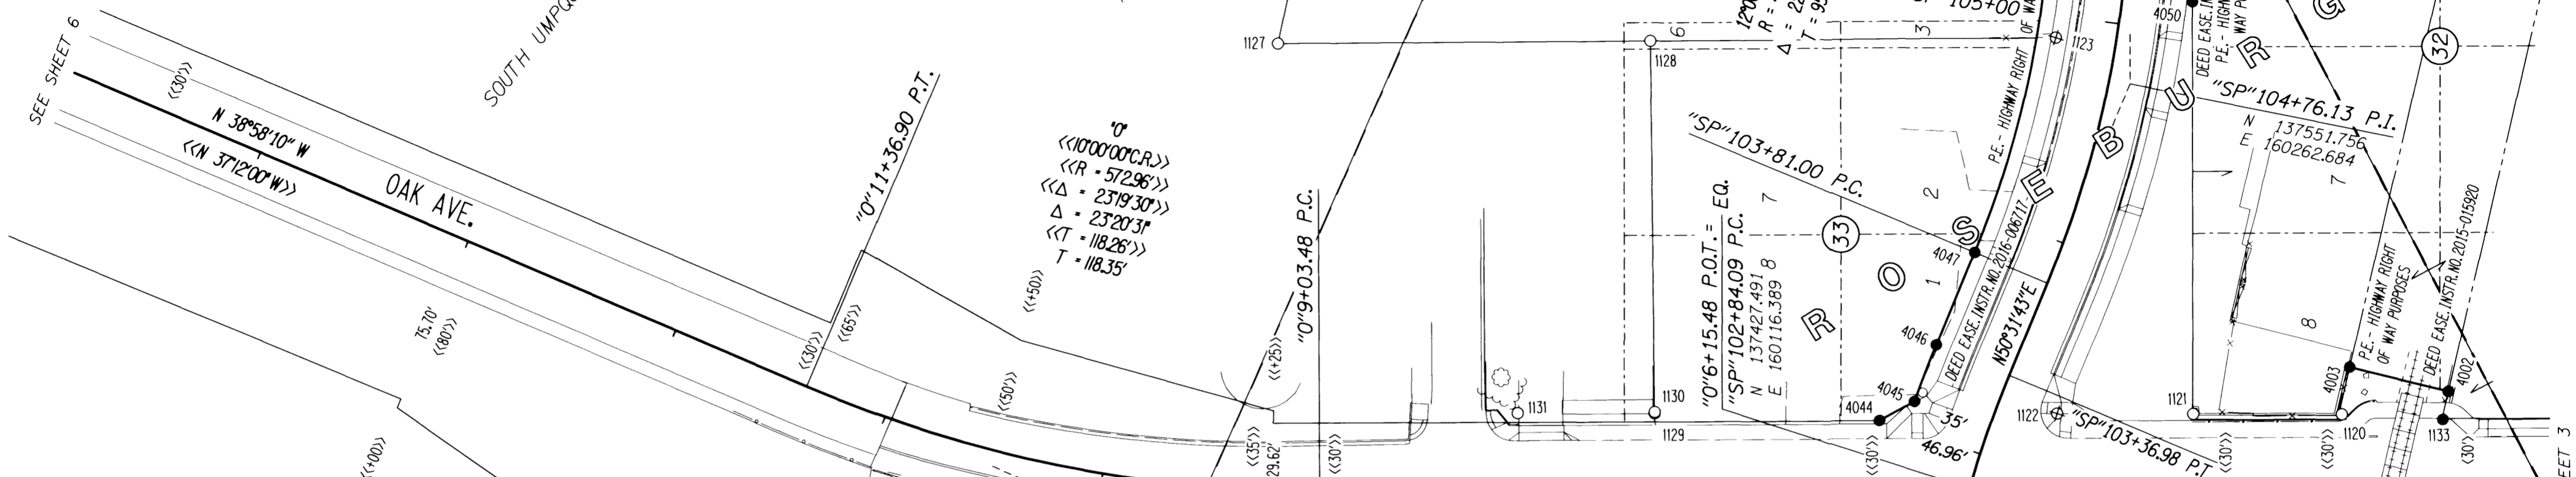 SEE SHEET 6
<<30'>>
N 38°58'10" W
<<N 37°12'00" W>>
OAK AVE.
75.70'
<<80'>>
<<+00>>
"O"11+36.90 P.T.
<<30'>>
<<65'>>
"O"
<<10°00'00" C.R.>>
<<R = 572.96'>>
<<Δ = 23°19'30">>
Δ = 23°20'31"
<<T = 118.26'>>
T = 118.35'
<<+50>>
<<50'>>
<<+25>>
"O"9+03.48 P.C.
<<35'>>
29.62'
<<30'>>
1127
1128
6
1131
1130
1129
"O"6+15.48 P.O.T. = EQ.
"SP"102+84.09 P.C.
N 137427.491
E 160116.389
7
8
33
3
2
1
105+00
1123
P.E. - HIGHWAY RIGHT
"SP"103+81.00 P.C.
4047
4046
4045
4044
DEED EASE. INSTR. NO. 2016-006717
N50°31'43"E
35'
46.96'
<<30'>>
ROSEBURG
4050
"SP"104+76.13 P.I.
N 137551.756
E 160262.684
7
8
32
1122
"SP"103+36.98 P.T
1121
<<30'>>
<<30'>>
1120
4003
P.E. - HIGHWAY RIGHT
OF WAY PURPOSES
DEED EASE. INSTR. NO. 2015-015920
4002
1133
<30'>